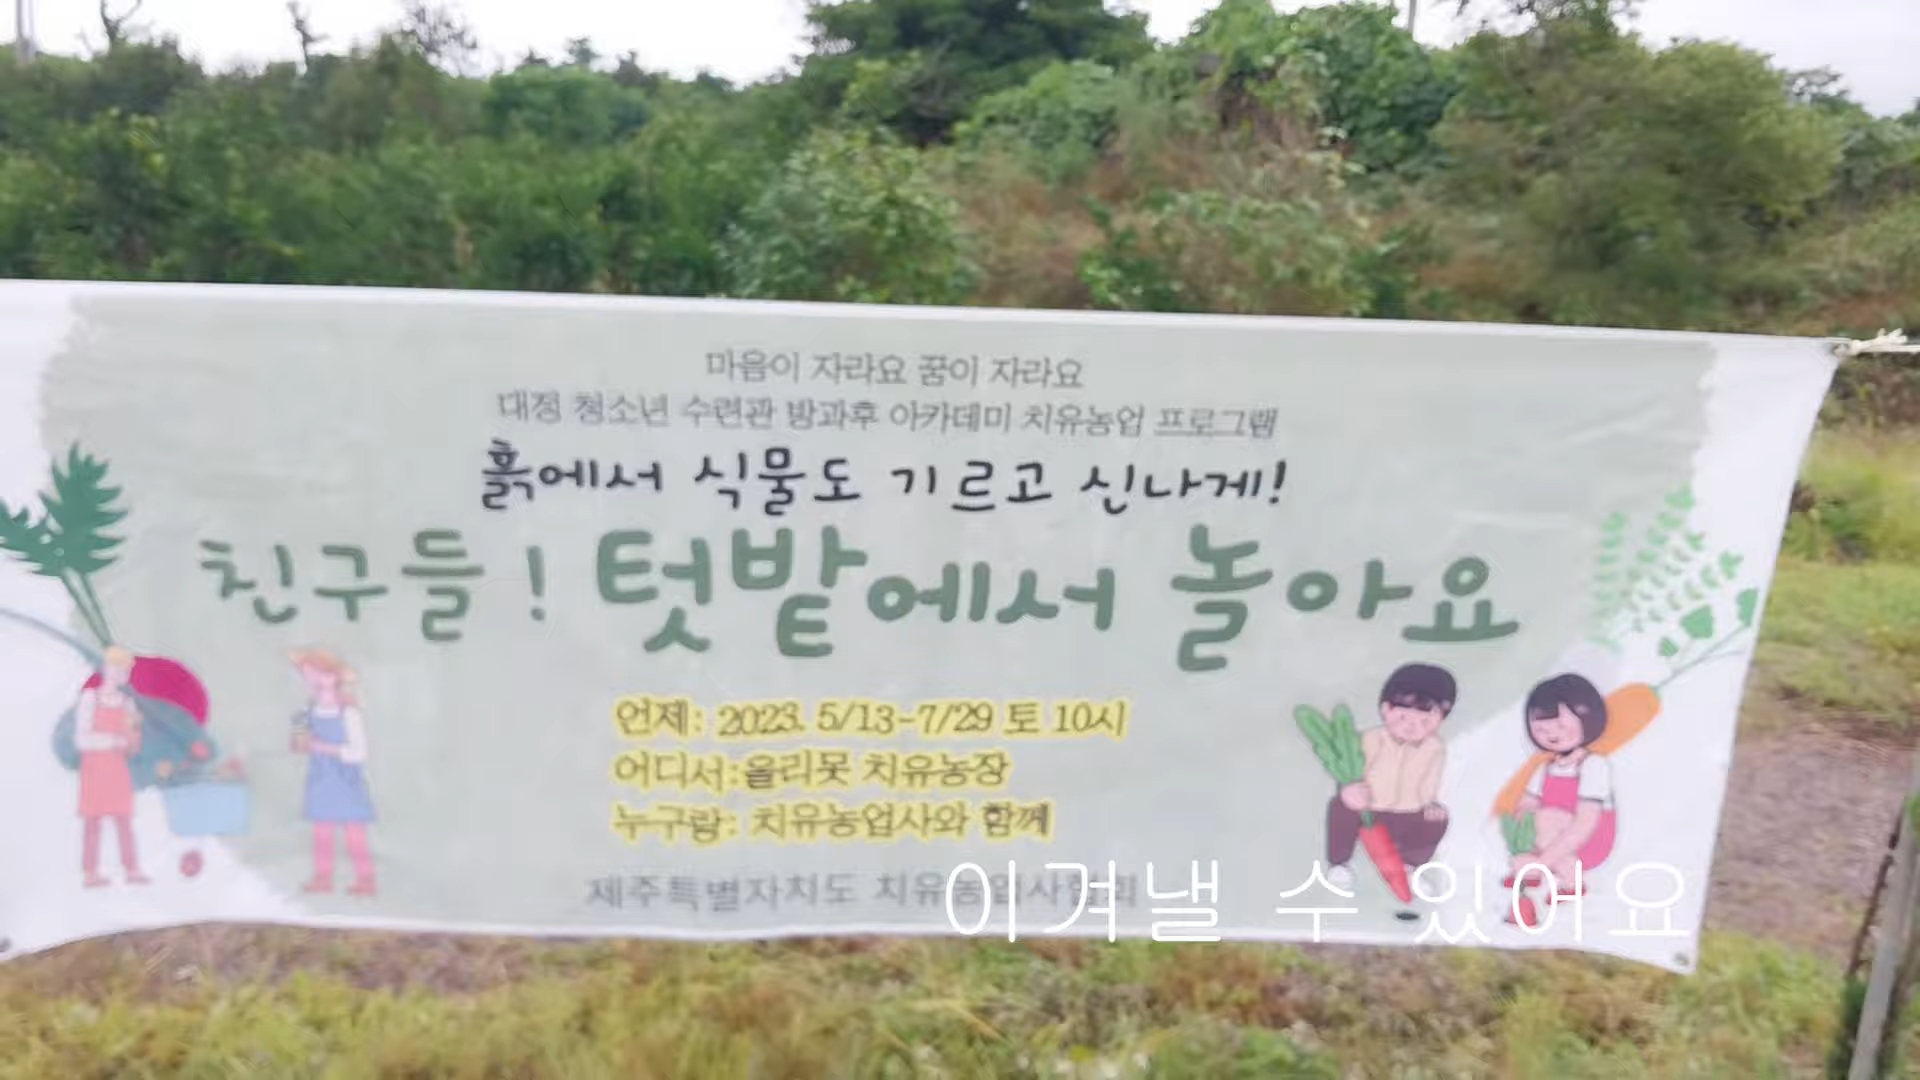 마음이 자라요 꿈이 자라요
대정 청소년 수련관 방과후 아카데미 치유농업 프로그램
흙에서 식물도 기르고 신나게!
친구들! 텃밭에서 놀아요
언제: 2023. 5/13-7/29 토 10시
어디서:올리못 치유농장
누구랑: 치유농업사와 함께
제주특별자치도 치유농업사협회
이겨낼 수 있어요